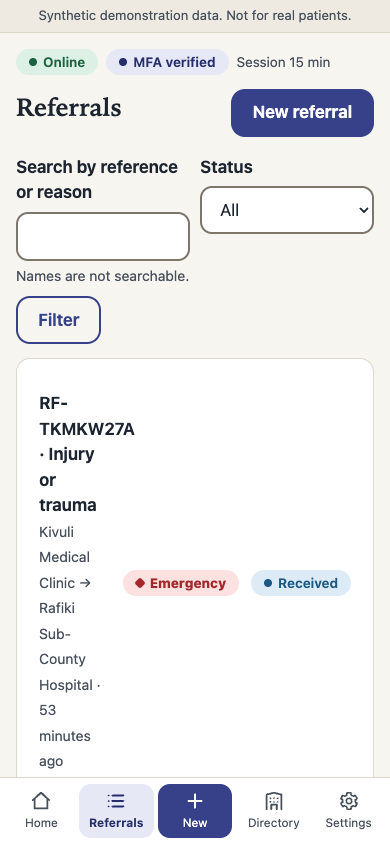 Synthetic demonstration data. Not for real patients.
Online
MFA verified
Session 15 min
Referrals
New referral
Search by reference
or reason
Status
All
Names are not searchable.
Filter
RF-
TKMKW27A
· Injury
or
trauma
Kivuli
Medical
Clinic →
Rafiki
Sub-
County
Hospital ·
53
minutes
ago
Emergency
Received
Home
Referrals
New
Directory
Settings